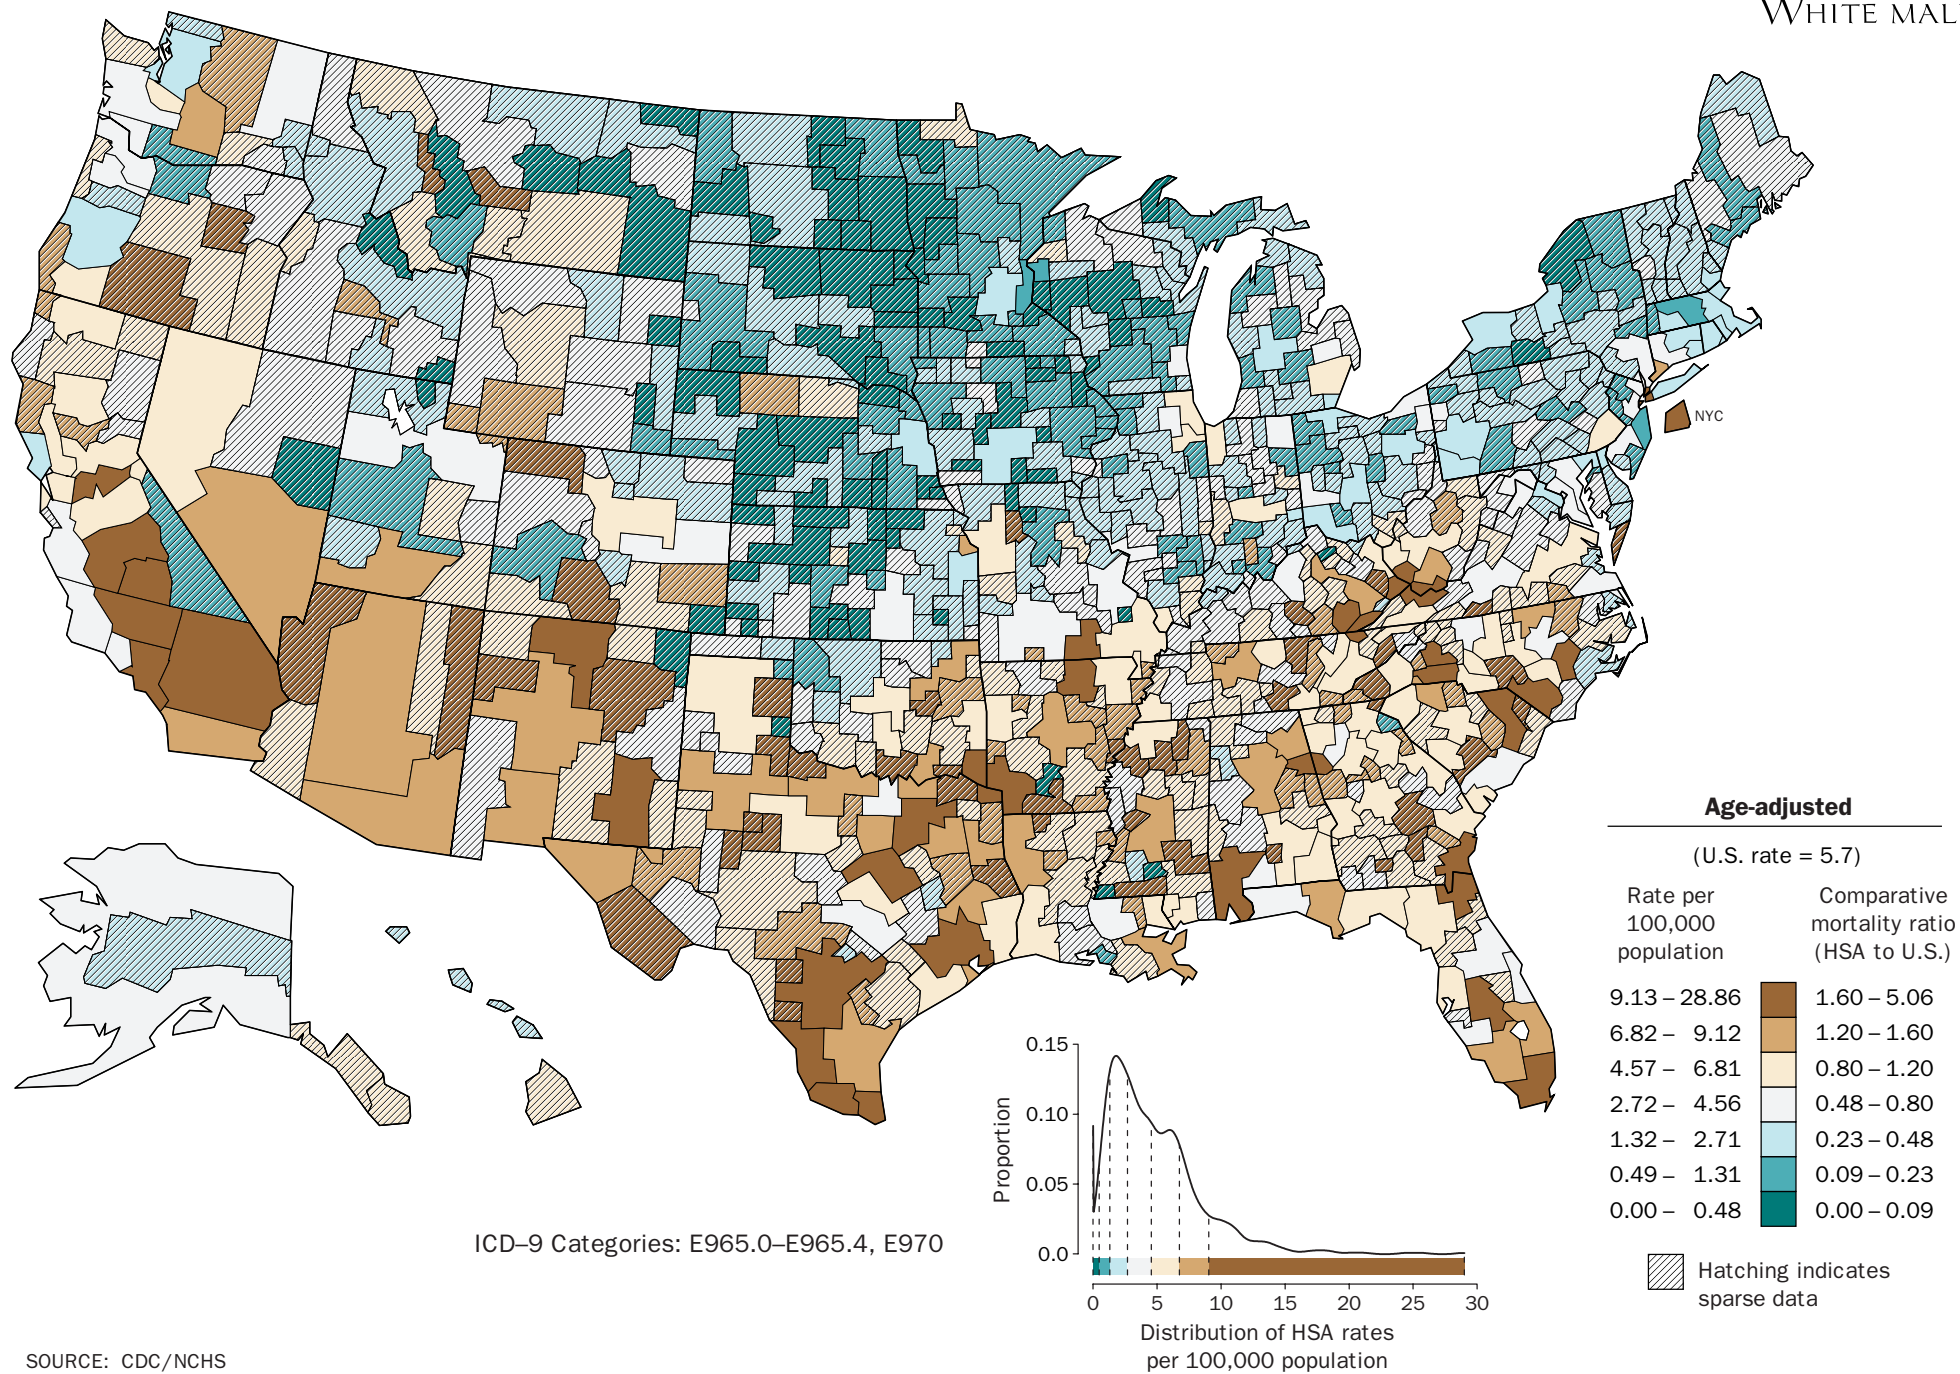 WHITE MAL
NYC
Age-adjusted
(U.S. rate = 5.7)
Rate per 100,000 population
Comparative mortality ratio (HSA to U.S.)
9.13 – 28.86 1.60 – 5.06
6.82 – 9.12 1.20 – 1.60
4.57 – 6.81 0.80 – 1.20
2.72 – 4.56 0.48 – 0.80
1.32 – 2.71 0.23 – 0.48
0.49 – 1.31 0.09 – 0.23
0.00 – 0.48 0.00 – 0.09
Hatching indicates
sparse data
0.15
0.10
0.05
0.0
Proportion
0 5 10 15 20 25 30
Distribution of HSA rates
per 100,000 population
ICD–9 Categories: E965.0–E965.4, E970
SOURCE: CDC/NCHS